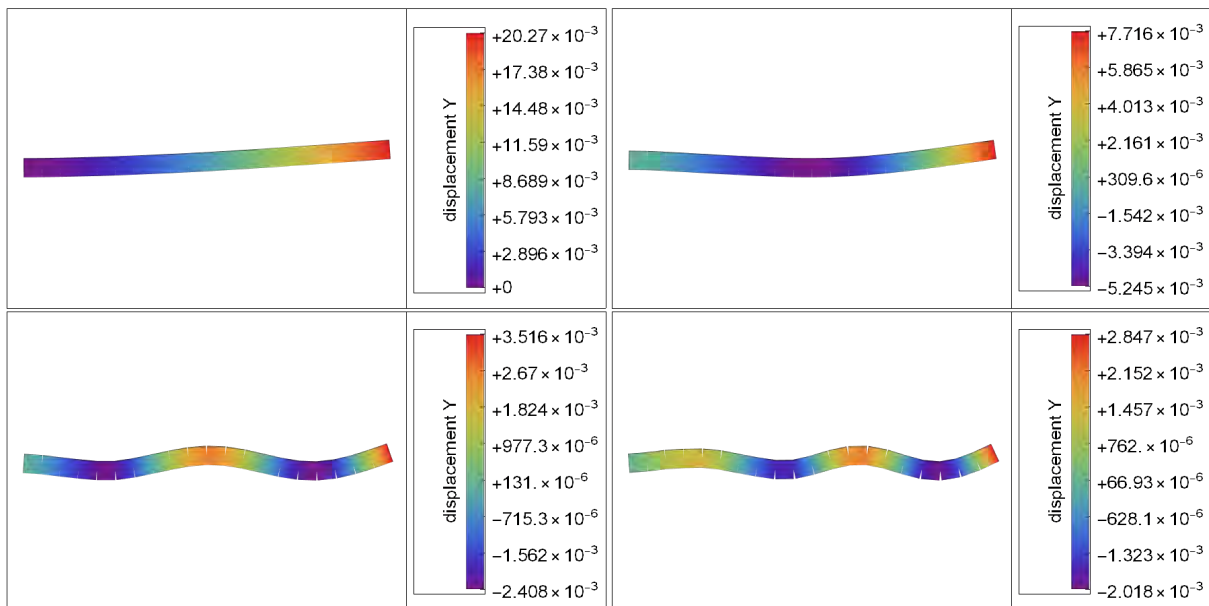 displacement Y
+20.27 × 10⁻³
+17.38 × 10⁻³
+14.48 × 10⁻³
+11.59 × 10⁻³
+8.689 × 10⁻³
+5.793 × 10⁻³
+2.896 × 10⁻³
+0
displacement Y
+7.716 × 10⁻³
+5.865 × 10⁻³
+4.013 × 10⁻³
+2.161 × 10⁻³
+309.6 × 10⁻⁶
−1.542 × 10⁻³
−3.394 × 10⁻³
−5.245 × 10⁻³
displacement Y
+3.516 × 10⁻³
+2.67 × 10⁻³
+1.824 × 10⁻³
+977.3 × 10⁻⁶
+131. × 10⁻⁶
−715.3 × 10⁻⁶
−1.562 × 10⁻³
−2.408 × 10⁻³
displacement Y
+2.847 × 10⁻³
+2.152 × 10⁻³
+1.457 × 10⁻³
+762. × 10⁻⁶
+66.93 × 10⁻⁶
−628.1 × 10⁻⁶
−1.323 × 10⁻³
−2.018 × 10⁻³